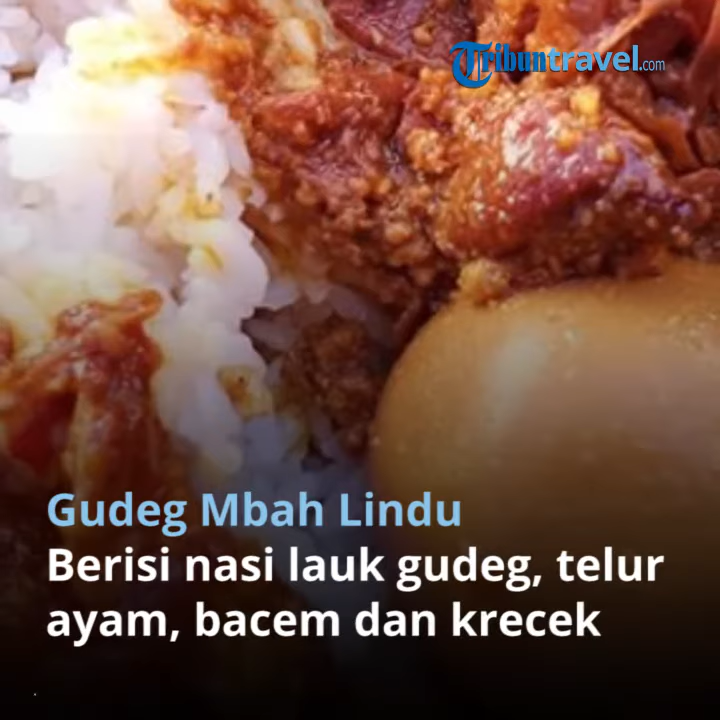 Tribuntravel.com
Gudeg Mbah Lindu
Berisi nasi lauk gudeg, telur
ayam, bacem dan krecek